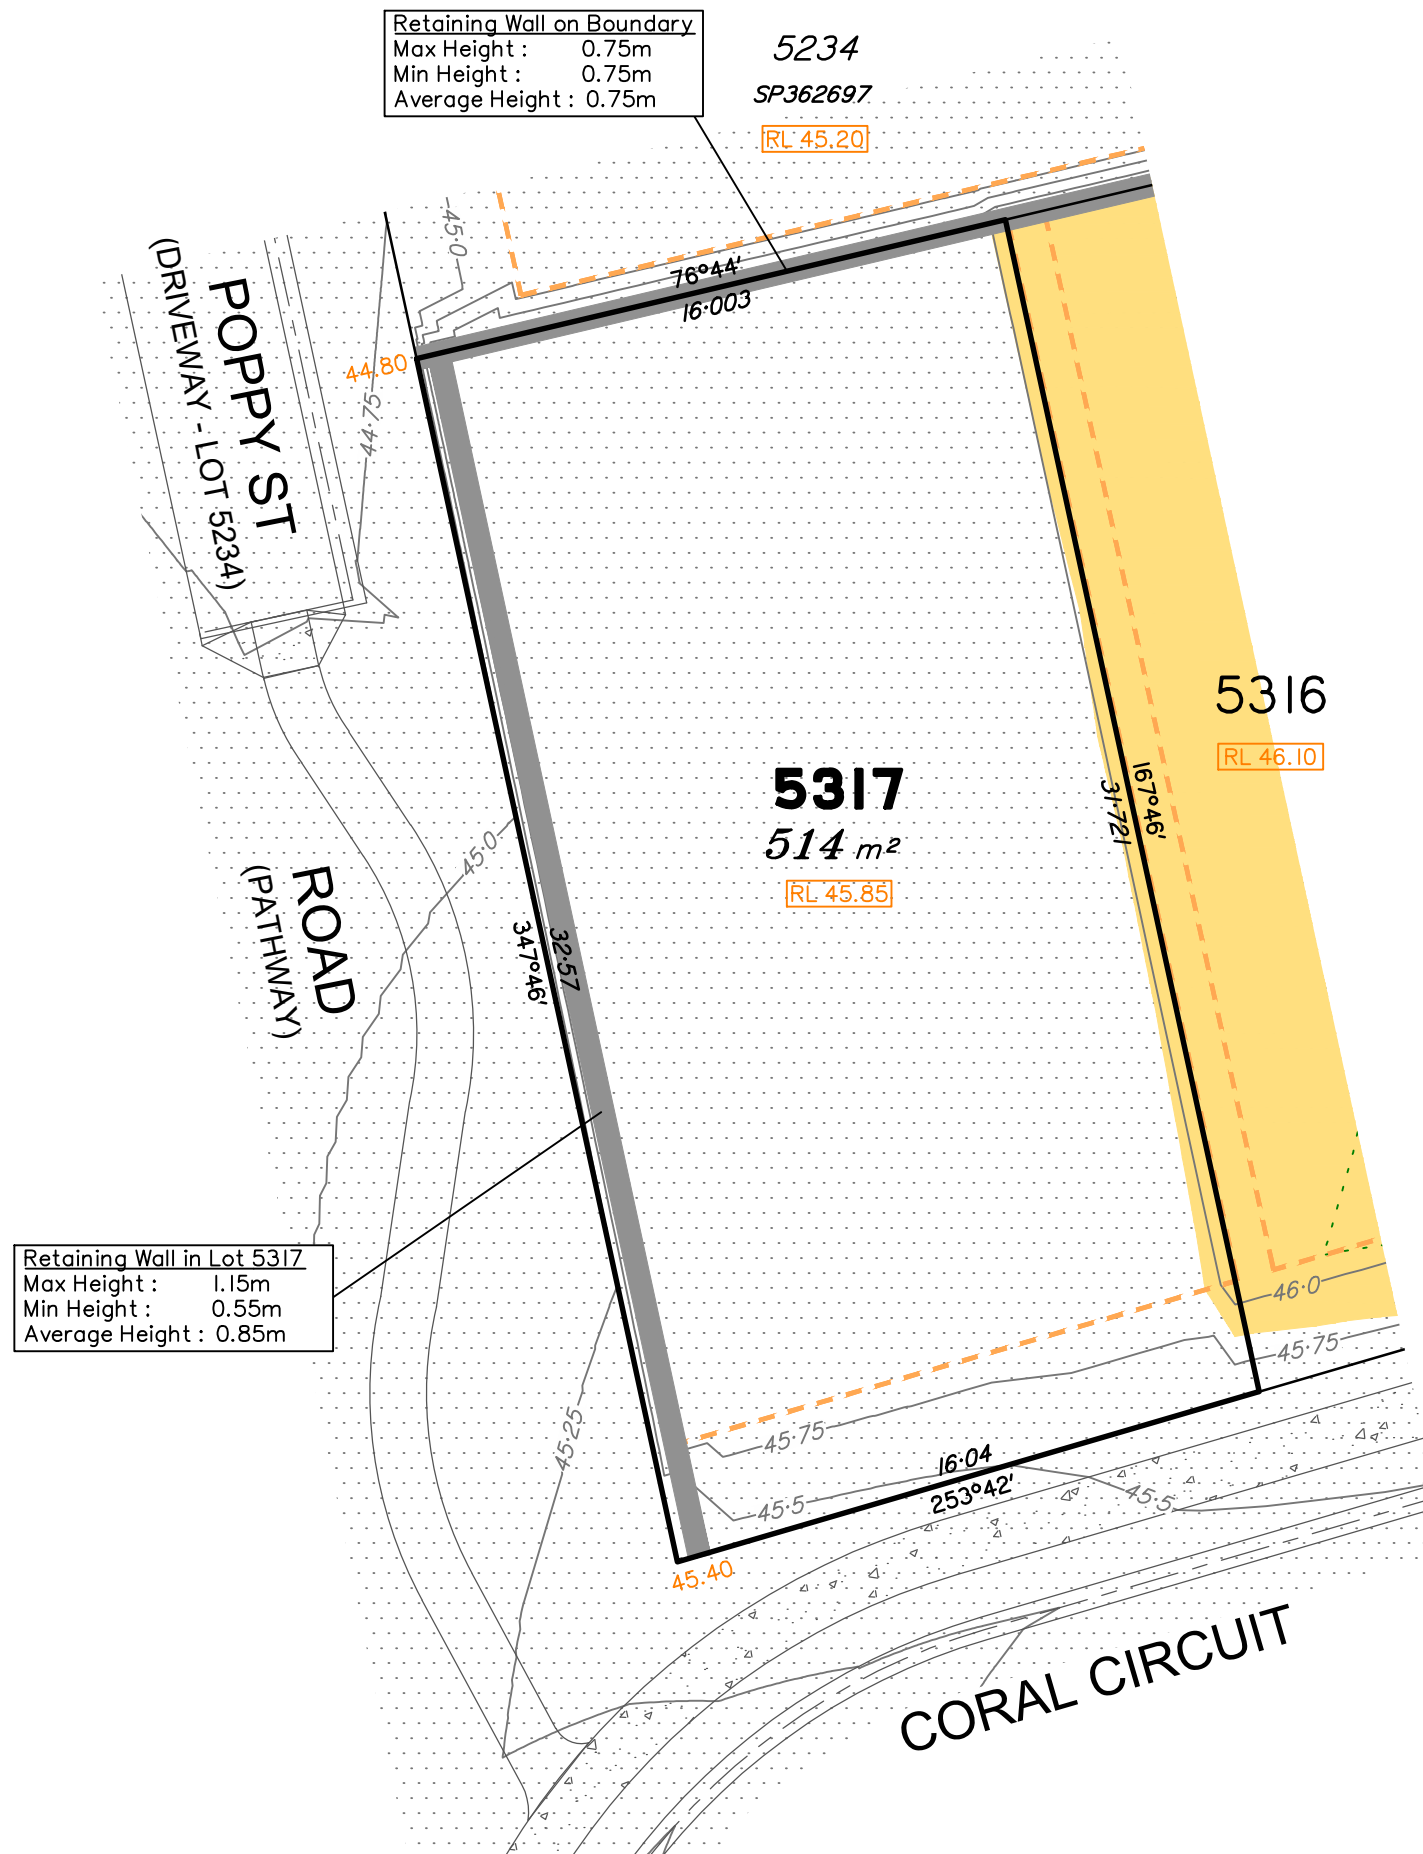 Retaining Wall on Boundary
Max Height : 0.75m
Min Height : 0.75m
Average Height : 0.75m
5234
SP362697
RL 45.20
45·0
76°44'
16·003
44.80
44·75
POPPY ST
(DRIVEWAY - LOT 5234)
5316
RL 46.10
5317
514 m²
RL 45.85
167°46'
31·721
45·0
ROAD
(PATHWAY)
32·57
347°46'
Retaining Wall in Lot 5317
Max Height : 1.15m
Min Height : 0.55m
Average Height : 0.85m
46·0
45·75
45·75
45·25
16·04
253°42'
45·5
45·5
45.40
CORAL CIRCUIT